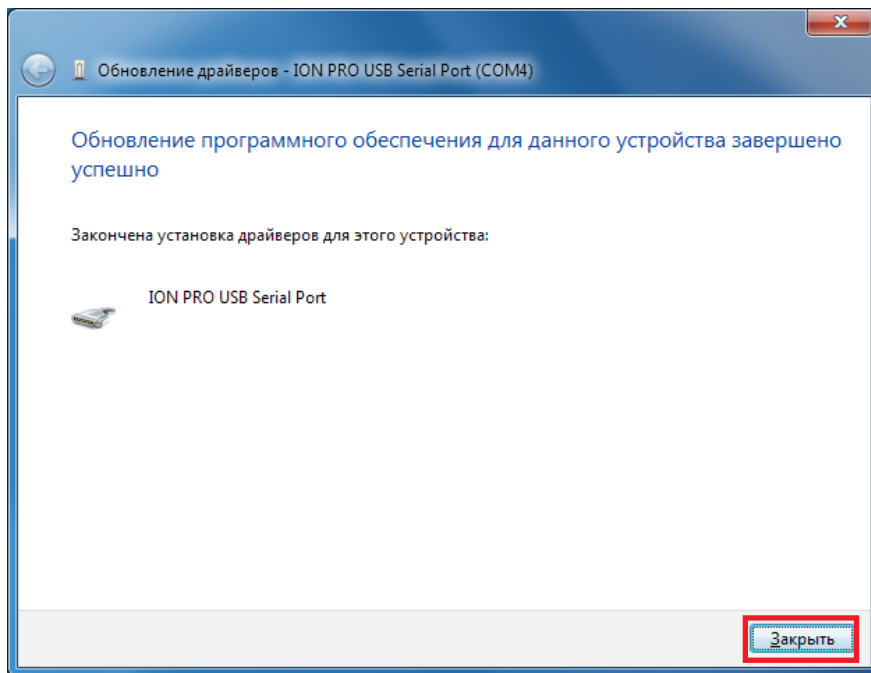 Обновление драйверов - ION PRO USB Serial Port (COM4)
Обновление программного обеспечения для данного устройства завершено
успешно
Закончена установка драйверов для этого устройства:
ION PRO USB Serial Port
Закрыть